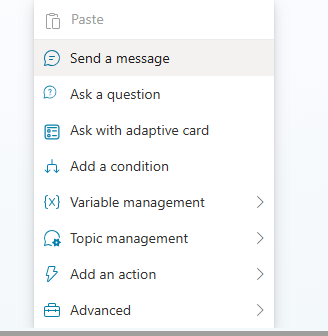 Paste
Send a message
Ask a question
Ask with adaptive card
Add a condition
Variable management
Topic management
Add an action
Advanced